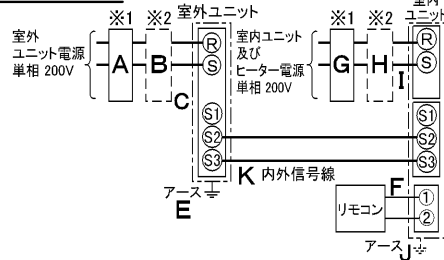 ※1 ※2 室外ユニット
室外
ユニット電源
単相 200V
A B
R
S
C
S1
S2
S3
アース
E
※1 ※2 室内
ユニット
室内ユニット
及び
ヒーター電源
単相 200V
G H
I
R
S
S1
S2
S3
K 内外信号線
F
リモコン
①
②
アース
J